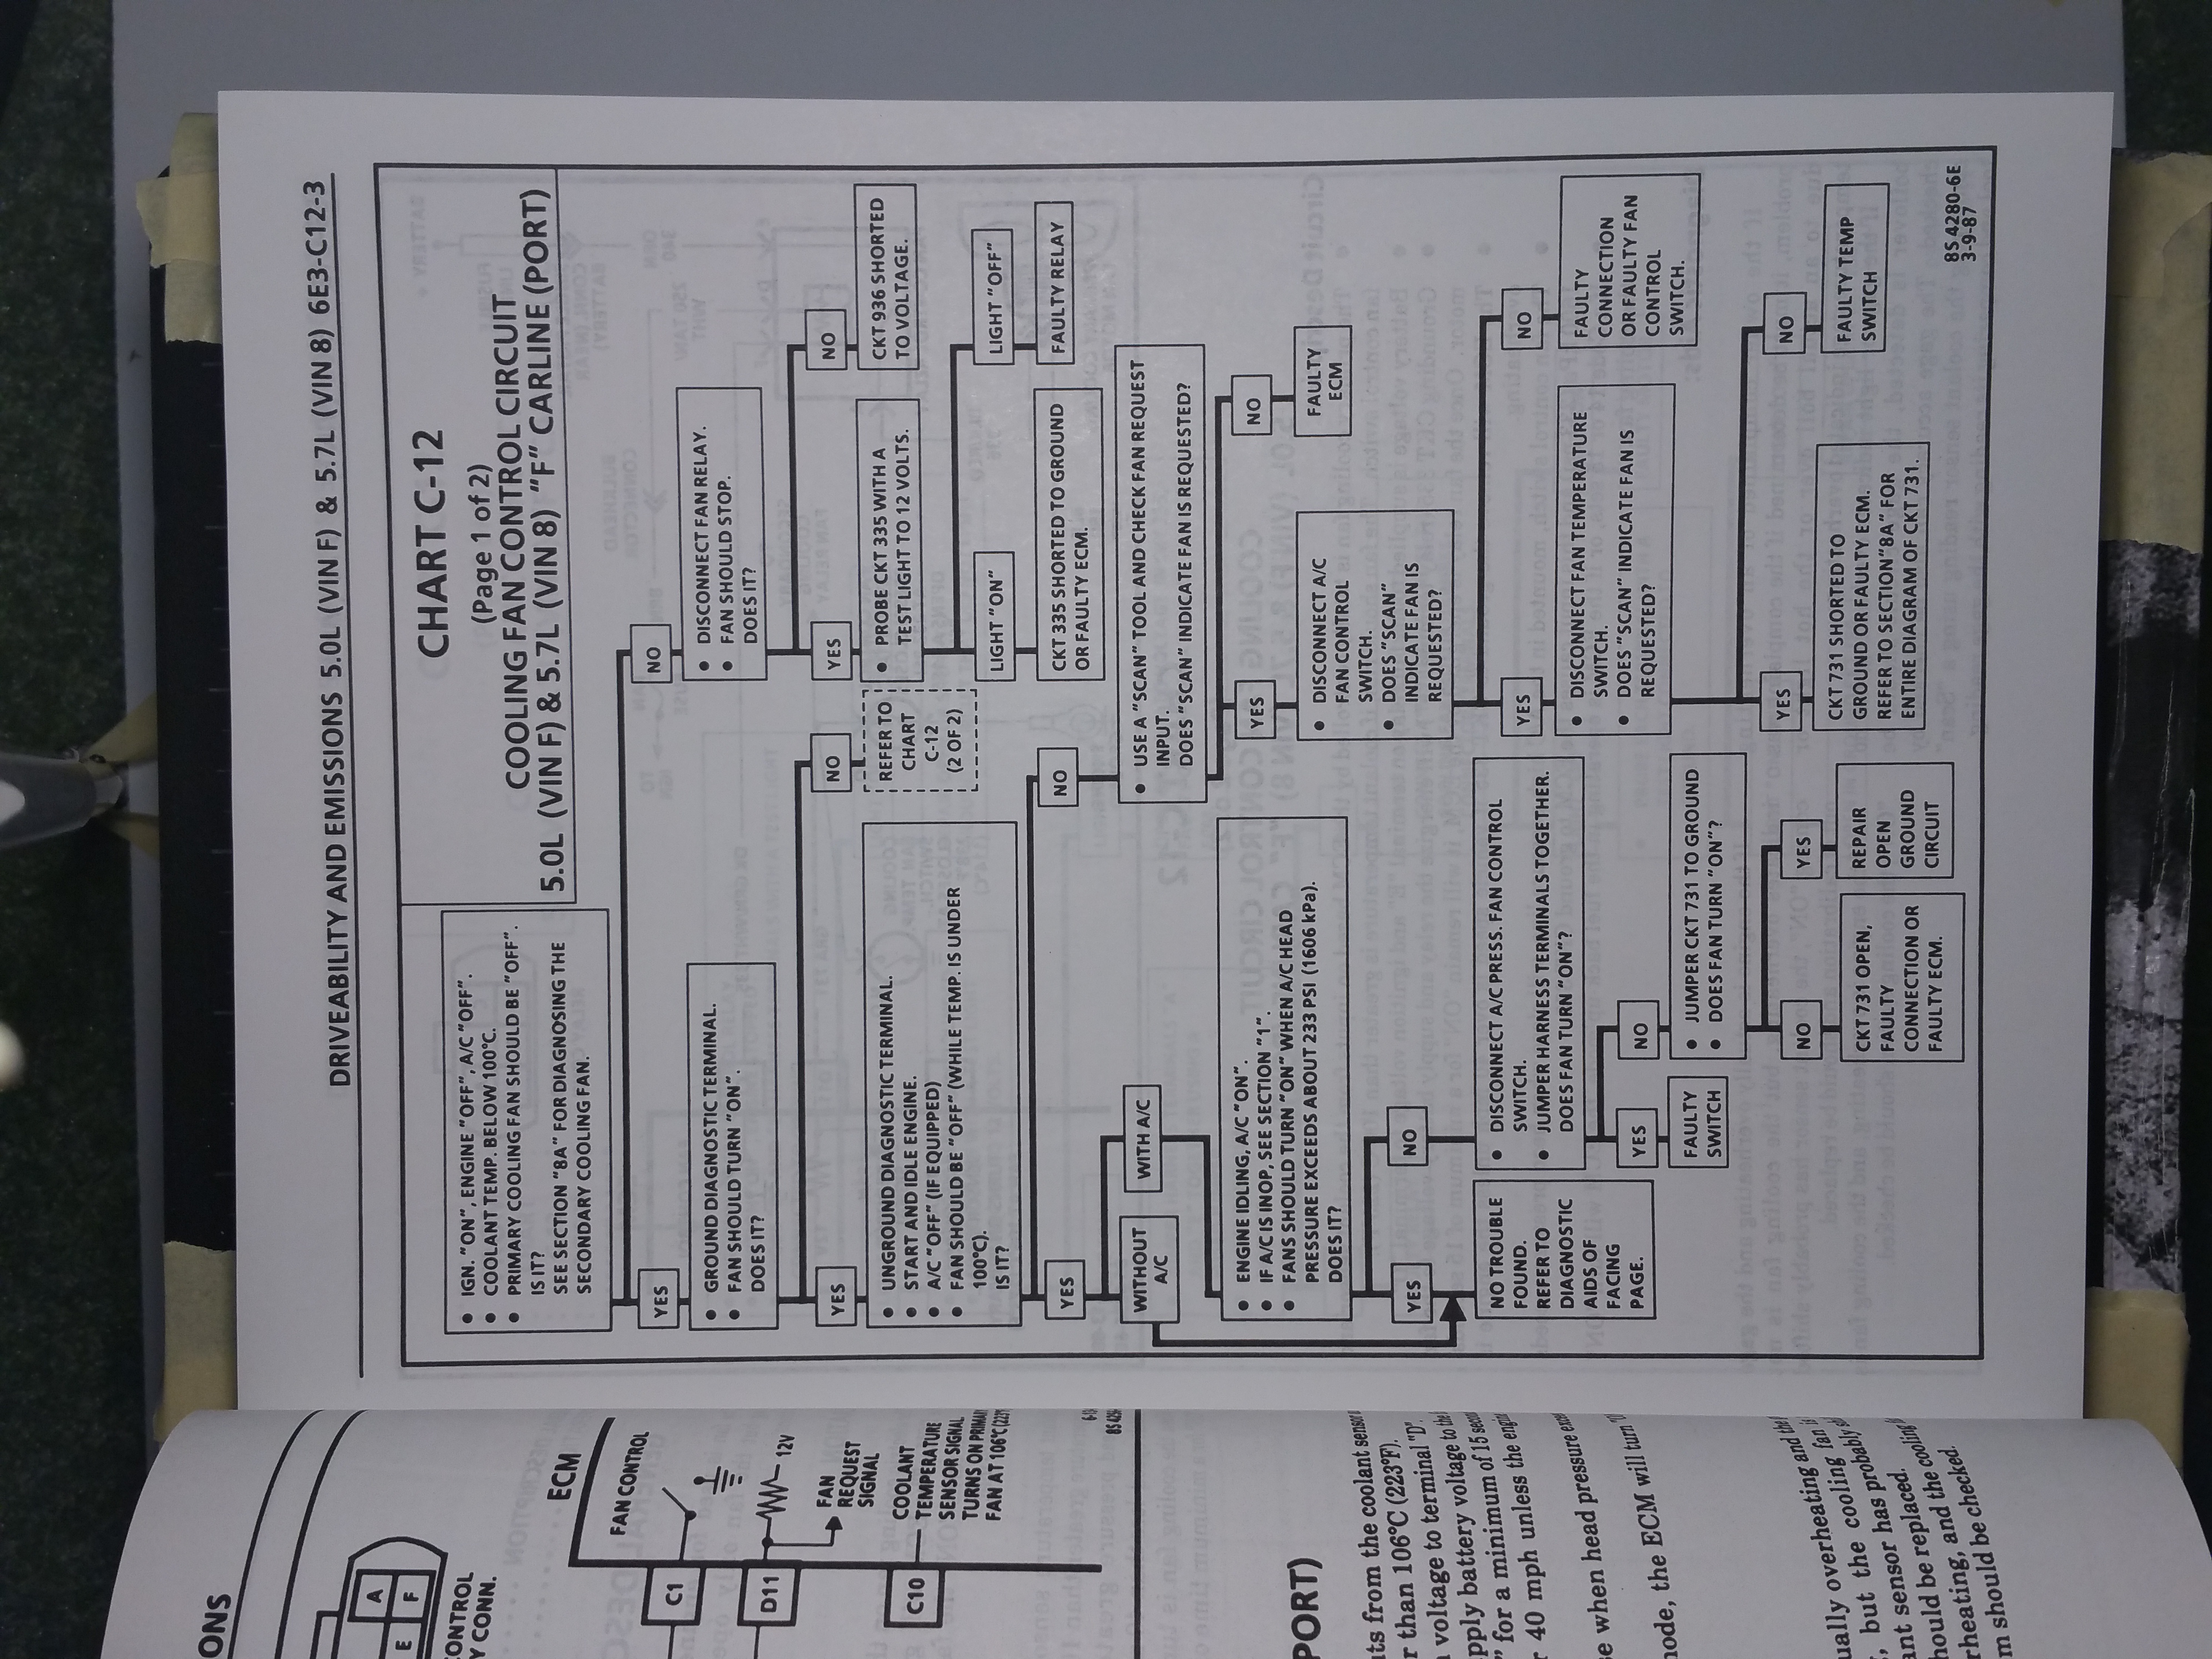 DRIVEABILITY AND EMISSIONS 5.0L (VIN F) & 5.7L (VIN 8) 6E3-C12-3
CHART C-12
(Page 1 of 2)
COOLING FAN CONTROL CIRCUIT
5.0L (VIN F) & 5.7L (VIN 8) "F" CARLINE (PORT)
● IGN. "ON", ENGINE "OFF", A/C "OFF".
● COOLANT TEMP. BELOW 100°C.
● PRIMARY COOLING FAN SHOULD BE "OFF".
IS IT?
SEE SECTION "8A" FOR DIAGNOSING THE
SECONDARY COOLING FAN.
YES
NO
● GROUND DIAGNOSTIC TERMINAL.
● FAN SHOULD TURN "ON".
DOES IT?
● DISCONNECT FAN RELAY.
● FAN SHOULD STOP.
DOES IT?
YES
NO
YES
NO
● UNGROUND DIAGNOSTIC TERMINAL.
● START AND IDLE ENGINE.
● A/C "OFF" (IF EQUIPPED)
● FAN SHOULD BE "OFF" (WHILE TEMP. IS UNDER
100°C).
IS IT?
REFER TO
CHART
C-12
(2 OF 2)
● PROBE CKT 335 WITH A
TEST LIGHT TO 12 VOLTS.
CKT 936 SHORTED
TO VOLTAGE.
LIGHT "ON"
LIGHT "OFF"
CKT 335 SHORTED TO GROUND
OR FAULTY ECM.
FAULTY RELAY
YES
NO
WITHOUT
A/C
WITH A/C
● USE A "SCAN" TOOL AND CHECK FAN REQUEST
INPUT.
DOES "SCAN" INDICATE FAN IS REQUESTED?
● ENGINE IDLING, A/C "ON".
● IF A/C IS INOP, SEE SECTION "1".
● FANS SHOULD TURN "ON" WHEN A/C HEAD
PRESSURE EXCEEDS ABOUT 233 PSI (1606 kPa).
DOES IT?
YES
NO
● DISCONNECT A/C
FAN CONTROL
SWITCH.
● DOES "SCAN"
INDICATE FAN IS
REQUESTED?
FAULTY
ECM
YES
NO
NO TROUBLE
FOUND.
REFER TO
DIAGNOSTIC
AIDS OF
FACING
PAGE.
● DISCONNECT A/C PRESS. FAN CONTROL
SWITCH.
● JUMPER HARNESS TERMINALS TOGETHER.
DOES FAN TURN "ON"?
YES
NO
● DISCONNECT FAN TEMPERATURE
SWITCH.
● DOES "SCAN" INDICATE FAN IS
REQUESTED?
FAULTY
CONNECTION
OR FAULTY FAN
CONTROL
SWITCH.
YES
NO
FAULTY
SWITCH
● JUMPER CKT 731 TO GROUND
● DOES FAN TURN "ON"?
YES
NO
CKT 731 SHORTED TO
GROUND OR FAULTY ECM.
REFER TO SECTION "8A" FOR
ENTIRE DIAGRAM OF CKT 731.
FAULTY TEMP
SWITCH
NO
YES
CKT 731 OPEN,
FAULTY
CONNECTION OR
FAULTY ECM.
REPAIR
OPEN
GROUND
CIRCUIT
8S 4280-6E
3-9-87
ONS
A
F
E
ONTROL
Y CONN.
ECM
FAN CONTROL
C1
D11
12V
FAN
REQUEST
SIGNAL
C10
COOLANT
TEMPERATURE
SENSOR SIGNAL
TURNS ON PRIMARY
FAN AT 106°C (223°
PORT)
uts from the coolant sensor
r than 106°C (223°F).
voltage to terminal "D".
pply battery voltage to the
" for a minimum of 15 seconds
r 40 mph unless the engine
se when head pressure
node, the ECM will turn
ually overheating and the
, but the cooling fan is
ant sensor has probably
hould be replaced.
rheating, and the cooling
m should be checked.